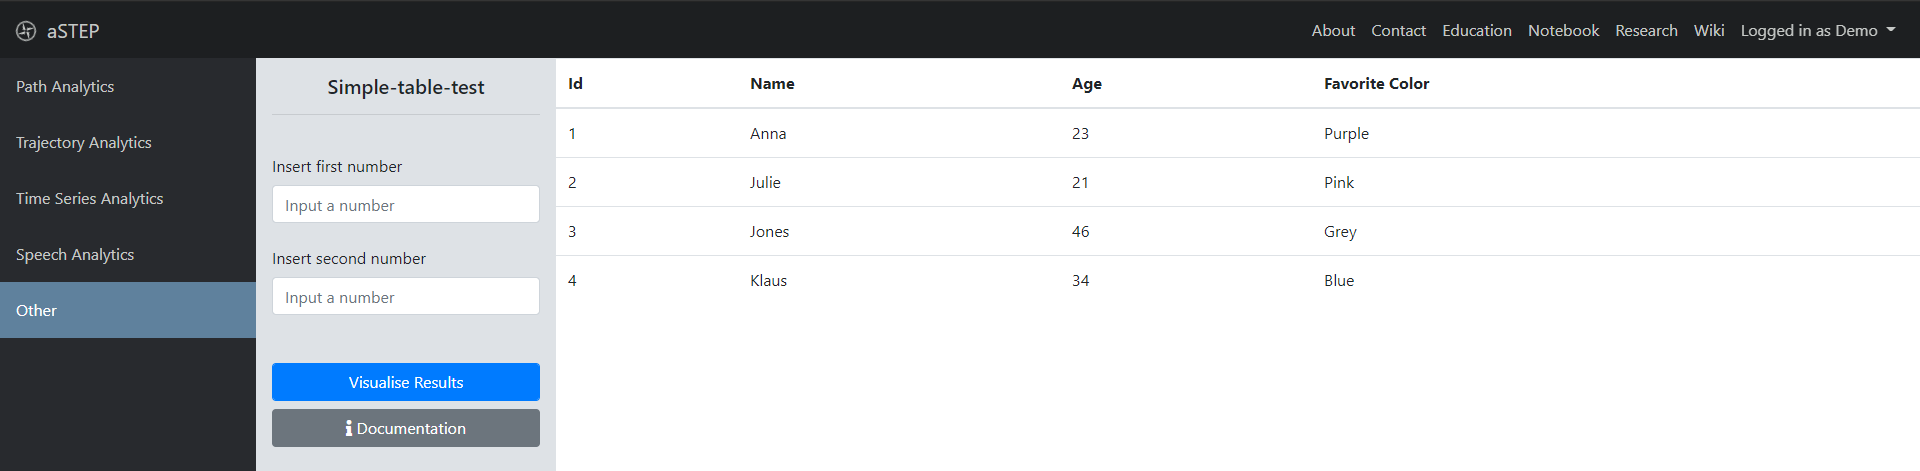 aSTEP
About Contact Education Notebook Research Wiki Logged in as Demo
Path Analytics
Trajectory Analytics
Time Series Analytics
Speech Analytics
Other
Simple-table-test
Insert first number
Input a number
Insert second number
Input a number
Visualise Results
Documentation
Id Name Age Favorite Color
1 Anna 23 Purple
2 Julie 21 Pink
3 Jones 46 Grey
4 Klaus 34 Blue